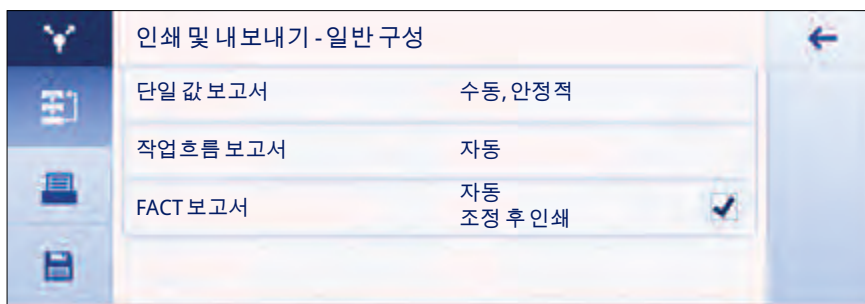 인쇄 및 내보내기 - 일반 구성
단일 값 보고서 수동, 안정적
작업흐름 보고서 자동
FACT 보고서 자동
조정 후 인쇄